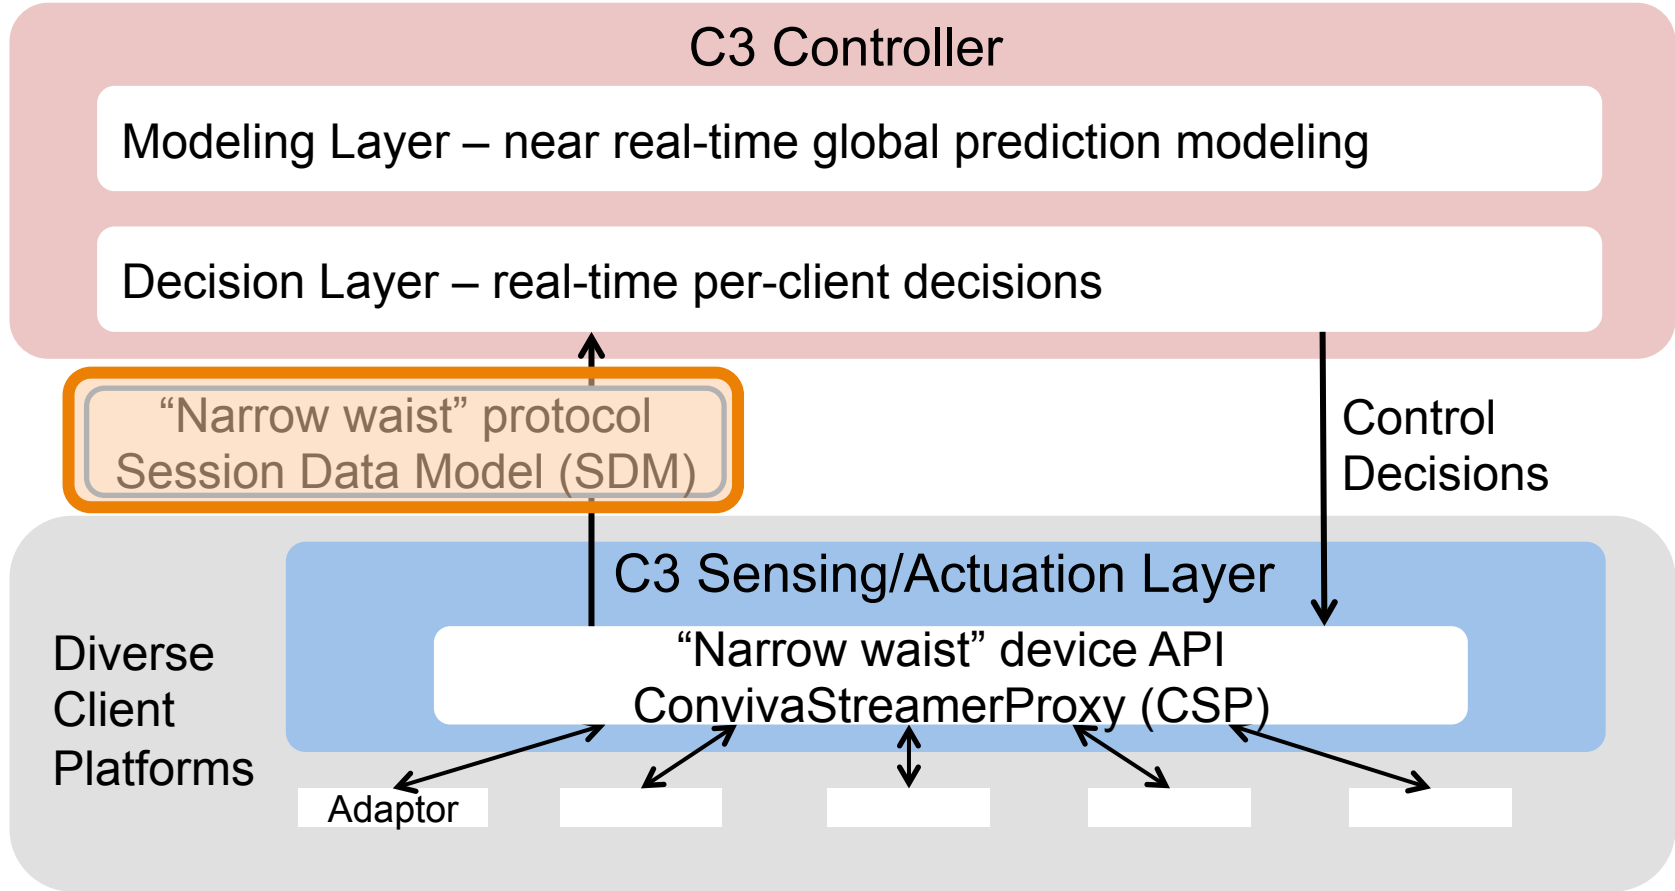 C3 Controller
Modeling Layer – near real-time global prediction modeling
Decision Layer – real-time per-client decisions
“Narrow waist” protocol
Session Data Model (SDM)
Control
Decisions
C3 Sensing/Actuation Layer
“Narrow waist” device API
ConvivaStreamerProxy (CSP)
Diverse
Client
Platforms
Adaptor